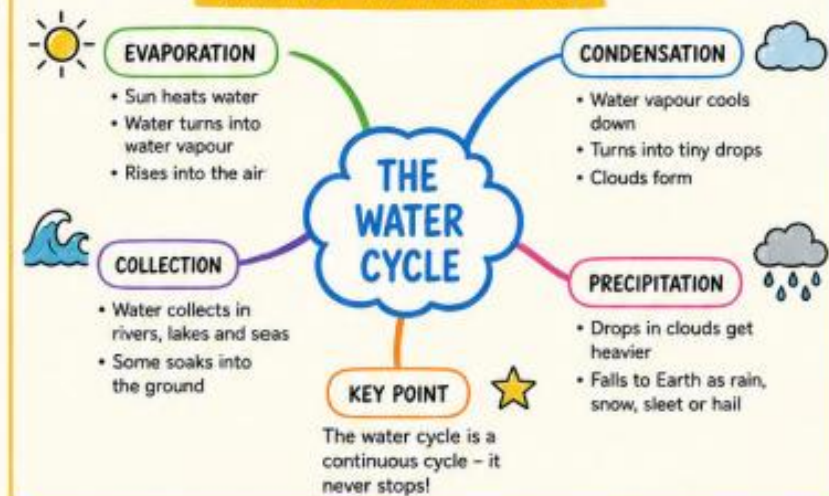 EVAPORATION
• Sun heats water
• Water turns into
water vapour
• Rises into the air
CONDENSATION
• Water vapour cools
down
• Turns into tiny drops
• Clouds form
THE
WATER
CYCLE
COLLECTION
• Water collects in
rivers, lakes and seas
• Some soaks into
the ground
PRECIPITATION
• Drops in clouds get
heavier
• Falls to Earth as rain,
snow, sleet or hail
KEY POINT
The water cycle is a
continuous cycle – it
never stops!